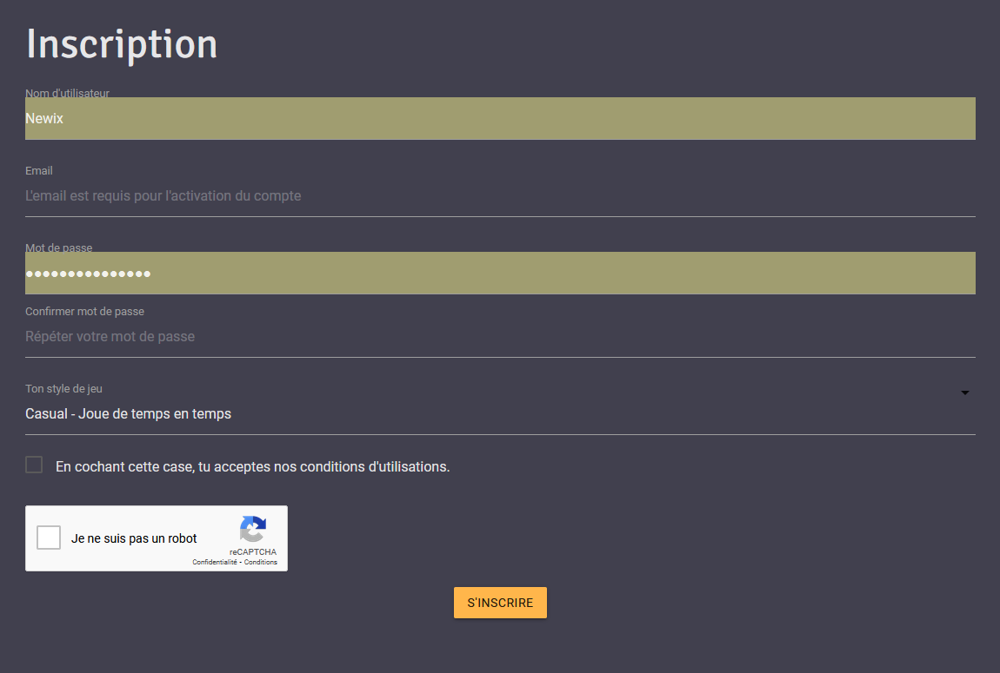 Inscription
Nom d'utilisateur
Newix
Email
L'email est requis pour l'activation du compte
Mot de passe
•••••••••••••••
Confirmer mot de passe
Répéter votre mot de passe
Ton style de jeu
Casual - Joue de temps en temps
En cochant cette case, tu acceptes nos conditions d'utilisations.
Je ne suis pas un robot
reCAPTCHA
Confidentialité - Conditions
S'INSCRIRE